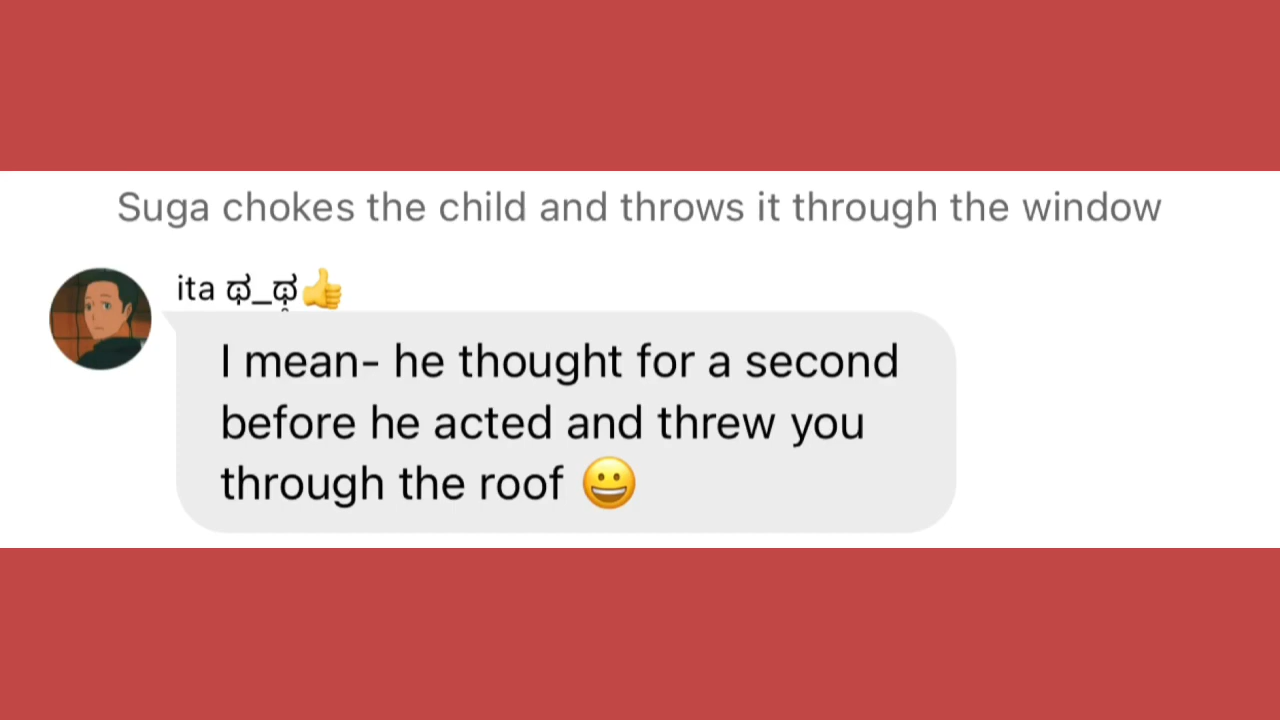 Suga chokes the child and throws it through the window
ita ಥ_ಥ̥👍
I mean- he thought for a second
before he acted and threw you
through the roof 😀